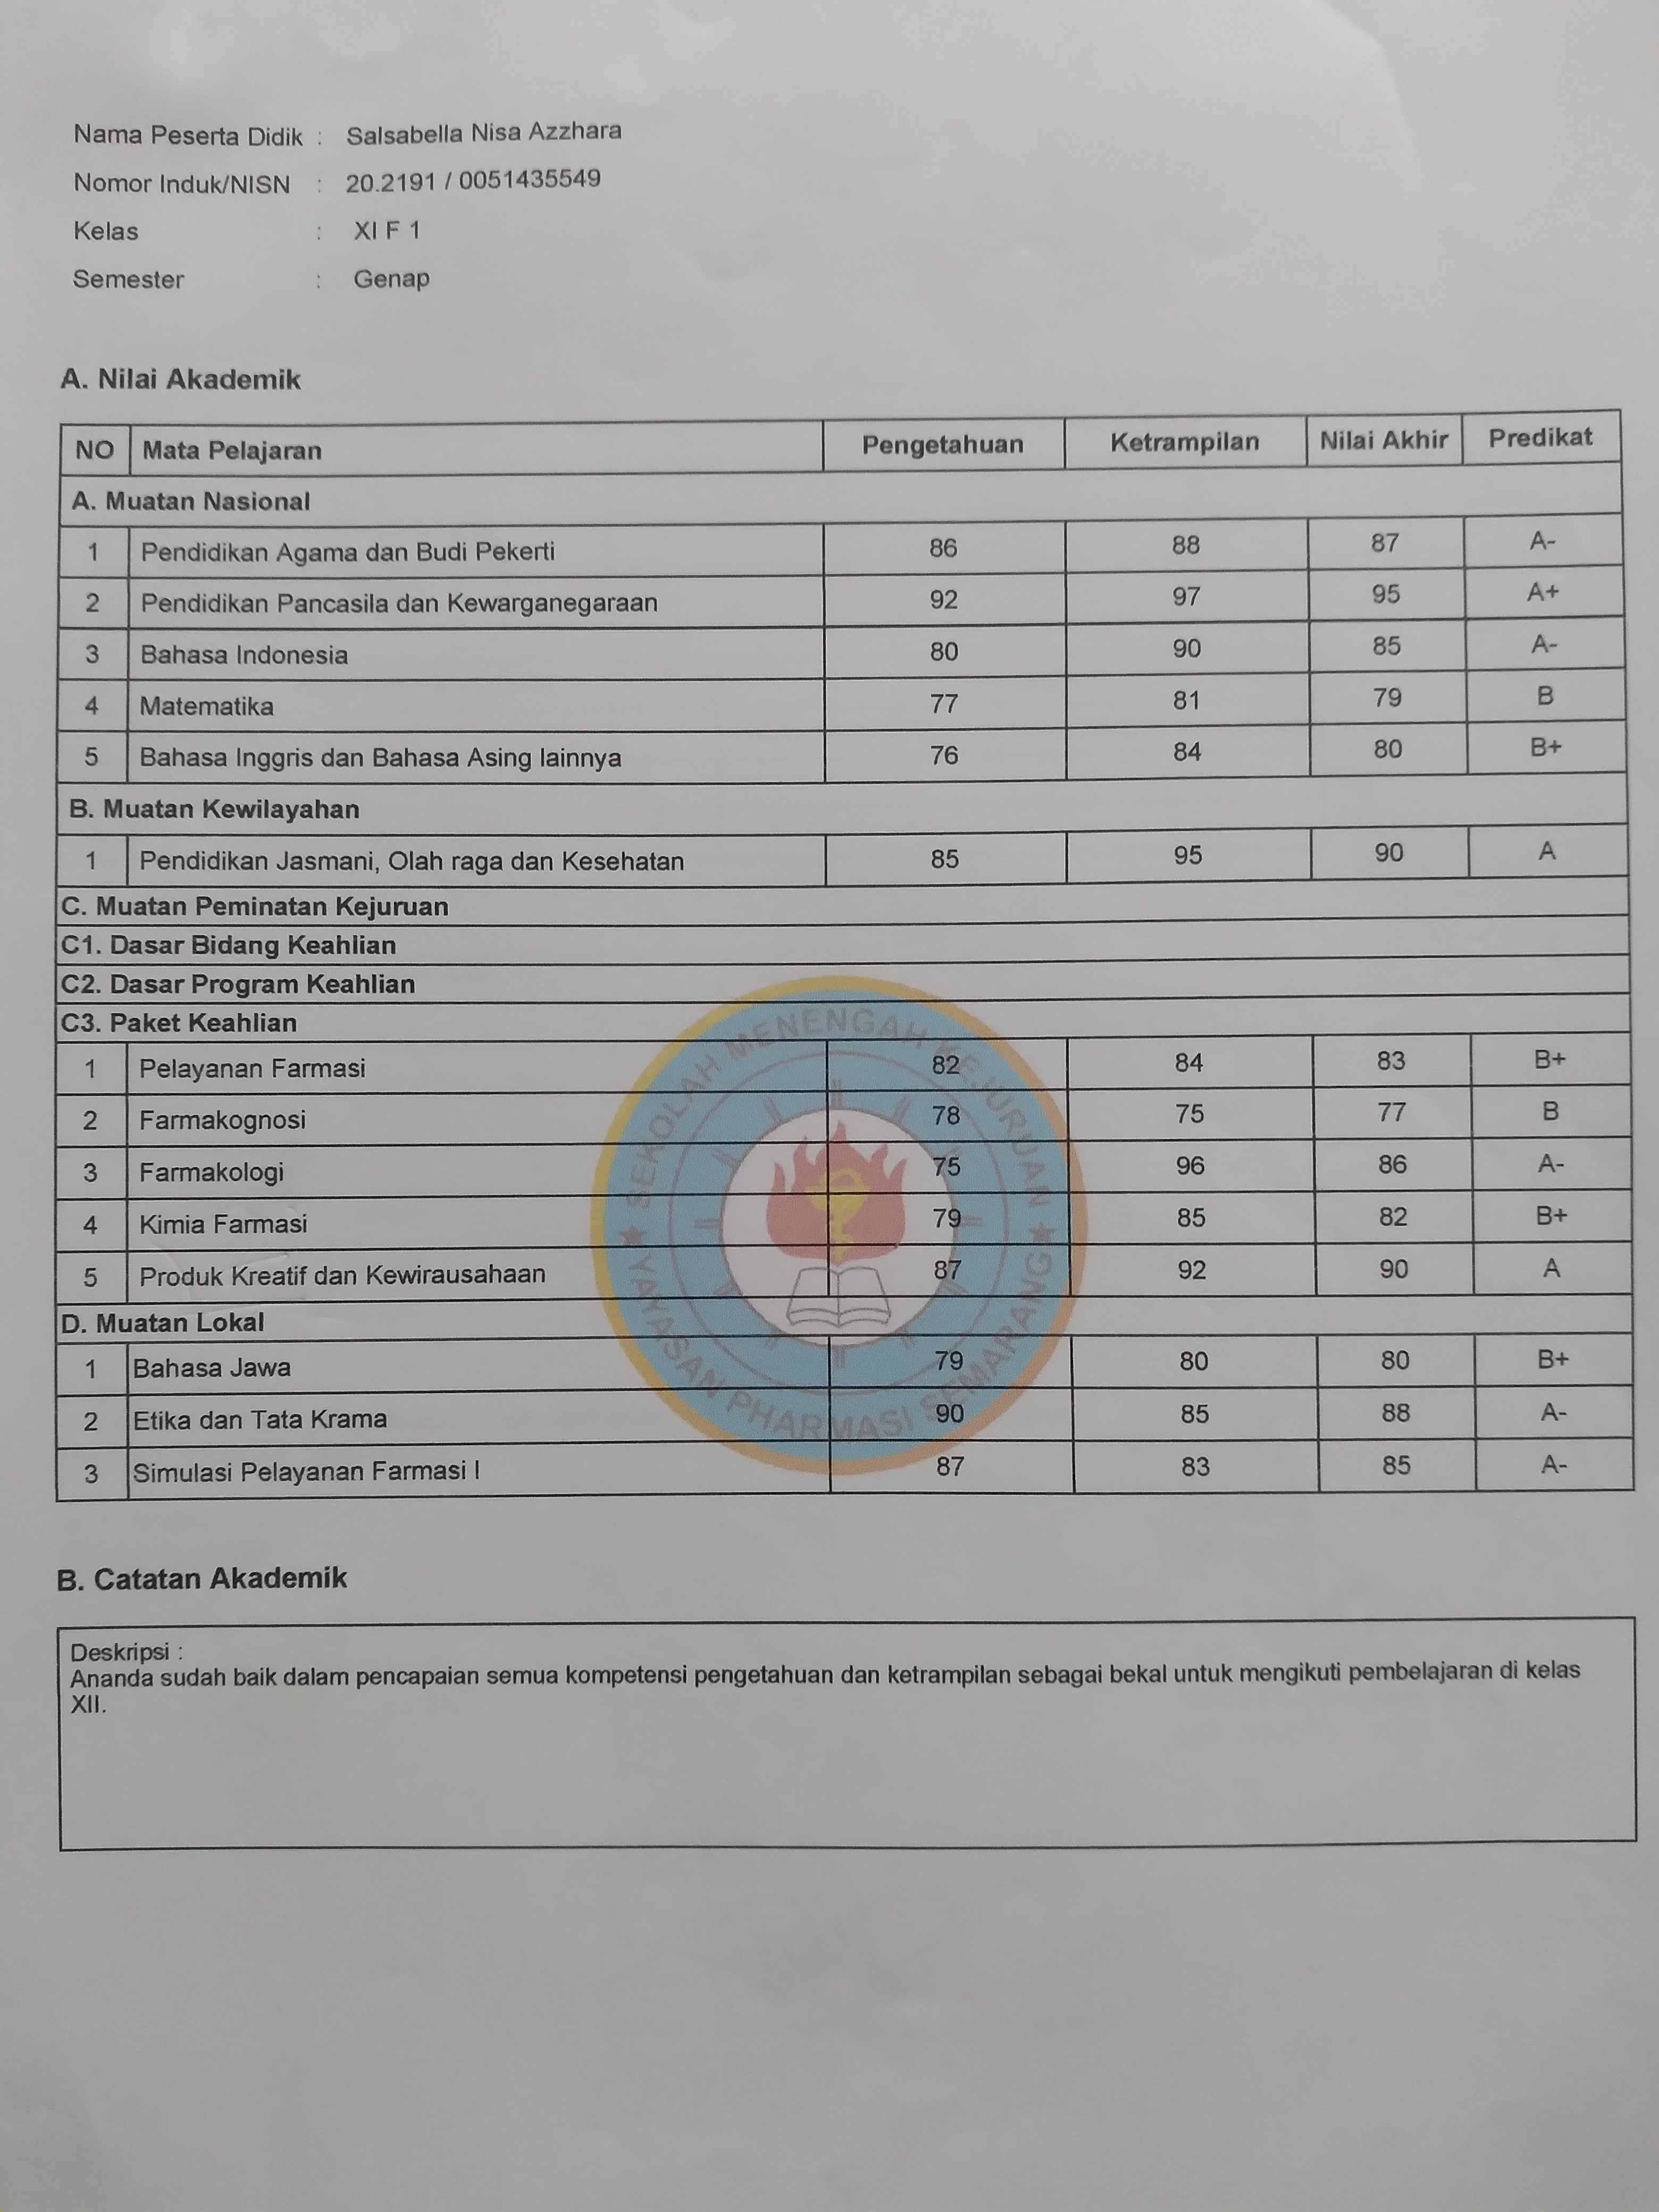 Nama Peserta Didik : Salsabella Nisa Azzhara
Nomor Induk/NISN : 20.2191 / 0051435549
Kelas : XI F 1
Semester : Genap
A. Nilai Akademik
NO Mata Pelajaran Pengetahuan Ketrampilan Nilai Akhir Predikat
A. Muatan Nasional
1 Pendidikan Agama dan Budi Pekerti 86 88 87 A-
2 Pendidikan Pancasila dan Kewarganegaraan 92 97 95 A+
3 Bahasa Indonesia 80 90 85 A-
4 Matematika 77 81 79 B
5 Bahasa Inggris dan Bahasa Asing lainnya 76 84 80 B+
B. Muatan Kewilayahan
1 Pendidikan Jasmani, Olah raga dan Kesehatan 85 95 90 A
C. Muatan Peminatan Kejuruan
C1. Dasar Bidang Keahlian
C2. Dasar Program Keahlian
C3. Paket Keahlian
1 Pelayanan Farmasi 82 84 83 B+
2 Farmakognosi 78 75 77 B
3 Farmakologi 75 96 86 A-
4 Kimia Farmasi 79 85 82 B+
5 Produk Kreatif dan Kewirausahaan 87 92 90 A
D. Muatan Lokal
1 Bahasa Jawa 79 80 80 B+
2 Etika dan Tata Krama 90 85 88 A-
3 Simulasi Pelayanan Farmasi I 87 83 85 A-
SEKOLAH MENENGAH KEJURUAN
YAYASAN PHARMASI SEMARANG
B. Catatan Akademik
Deskripsi :
Ananda sudah baik dalam pencapaian semua kompetensi pengetahuan dan ketrampilan sebagai bekal untuk mengikuti pembelajaran di kelas
XII.